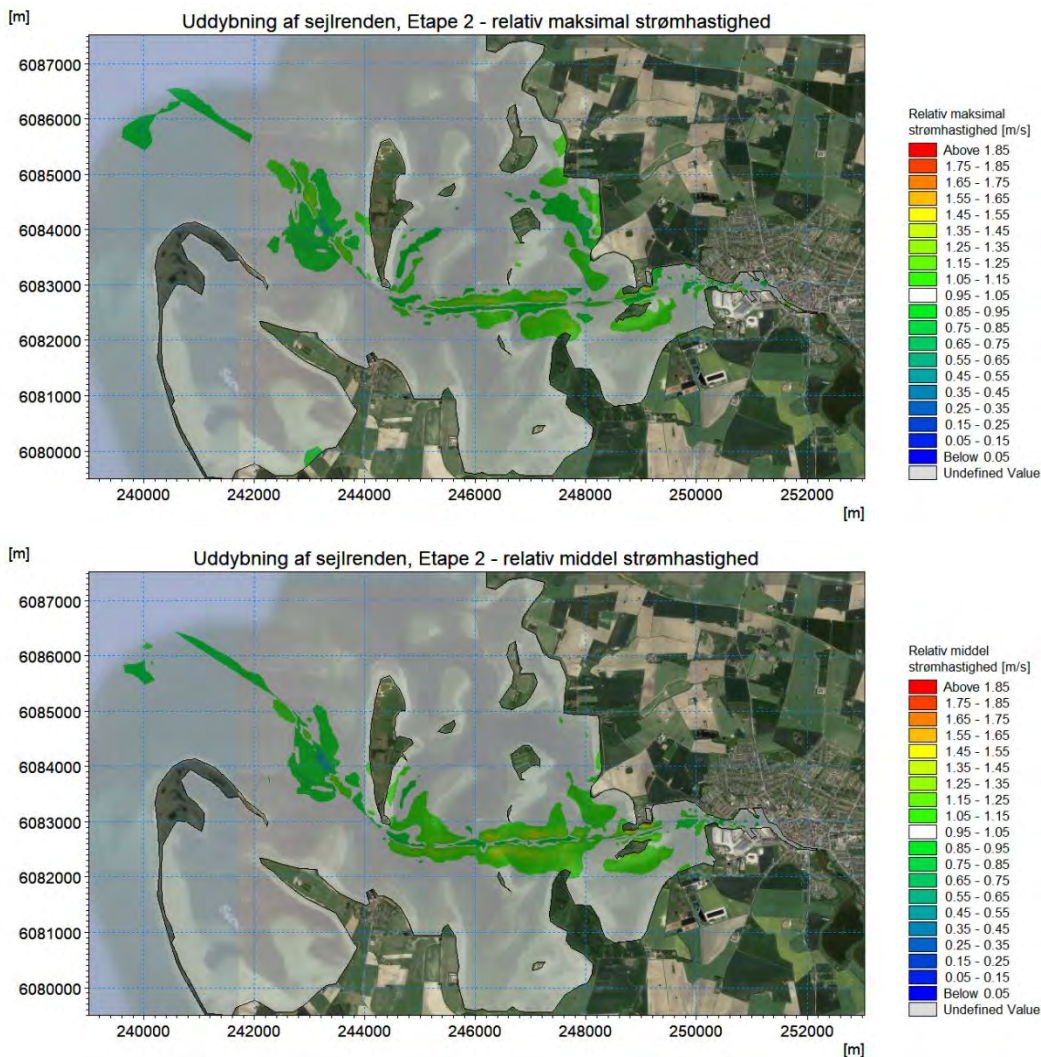 [m]
Uddybning af sejlrenden, Etape 2 - relativ maksimal strømhastighed
6087000
6086000
6085000
6084000
6083000
6082000
6081000
6080000
240000 242000 244000 246000 248000 250000 252000
[m]
Relativ maksimal
strømhastighed [m/s]
Above 1.85
1.75 - 1.85
1.65 - 1.75
1.55 - 1.65
1.45 - 1.55
1.35 - 1.45
1.25 - 1.35
1.15 - 1.25
1.05 - 1.15
0.95 - 1.05
0.85 - 0.95
0.75 - 0.85
0.65 - 0.75
0.55 - 0.65
0.45 - 0.55
0.35 - 0.45
0.25 - 0.35
0.15 - 0.25
0.05 - 0.15
Below 0.05
Undefined Value
[m]
Uddybning af sejlrenden, Etape 2 - relativ middel strømhastighed
6087000
6086000
6085000
6084000
6083000
6082000
6081000
6080000
240000 242000 244000 246000 248000 250000 252000
[m]
Relativ middel
strømhastighed [m/s]
Above 1.85
1.75 - 1.85
1.65 - 1.75
1.55 - 1.65
1.45 - 1.55
1.35 - 1.45
1.25 - 1.35
1.15 - 1.25
1.05 - 1.15
0.95 - 1.05
0.85 - 0.95
0.75 - 0.85
0.65 - 0.75
0.55 - 0.65
0.45 - 0.55
0.35 - 0.45
0.25 - 0.35
0.15 - 0.25
0.05 - 0.15
Below 0.05
Undefined Value